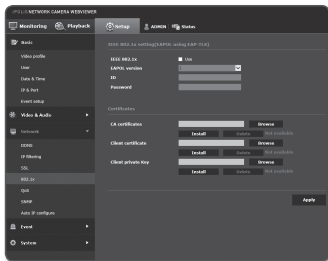 iPOLiS NETWORK CAMERA WEBVIEWER
Monitoring
Playback
Setup
ADMIN
Status
Basic
Video profile
User
Date & Time
IP & Port
Event setup
Video & Audio
Network
DDNS
IP filtering
SSL
802.1x
QoS
SNMP
Auto IP configure
Event
System
IEEE 802.1x setting(EAPOL using EAP-TLS)
IEEE 802.1x
Use
EAPOL version
ID
Password
Certificates
CA certificates
Browse
Install
Delete
Not available
Client certificate
Browse
Install
Delete
Not available
Client private Key
Browse
Install
Delete
Not available
Apply